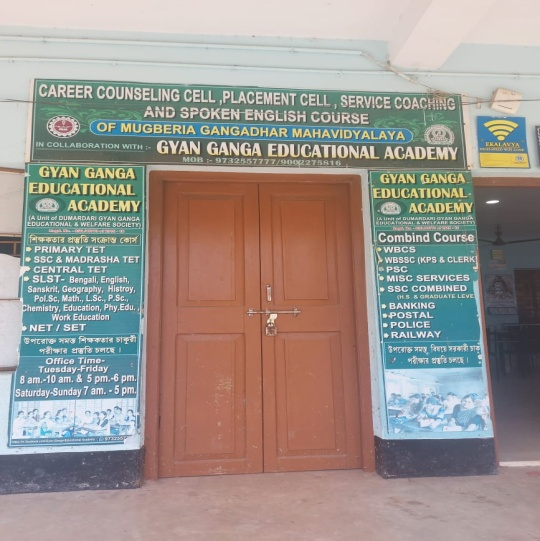 CAREER COUNSELING CELL ,PLACEMENT CELL , SERVICE COACHING
AND SPOKEN ENGLISH COURSE
OF MUGBERIA GANGADHAR MAHAVIDYALAYA
IN COLLABORATION WITH :- GYAN GANGA EDUCATIONAL ACADEMY
MOB :- 9732557777/9002275816
GYAN GANGA
EDUCATIONAL
ACADEMY
(A Unit of DUMARDARI GYAN GANGA
EDUCATIONAL & WELFARE SOCIETY)
শিক্ষকতার প্রস্তুতি সংক্রান্ত কোর্স
PRIMARY TET
SSC & MADRASHA TET
CENTRAL TET
SLST- Bengali, English,
Sanskrit, Geography, Histroy,
Pol.Sc, Math., L.Sc., P.Sc.,
Chemistry, Education, Phy.Edu.,
Work Education
NET / SET
উপরোক্ত সমস্ত শিক্ষকতার চাকুরী
পরীক্ষার প্রস্তুতি চলছে ।
Office Time-
Tuesday-Friday
8 am.-10 am. & 5 pm.-6 pm.
Saturday-Sunday 7 am. - 5 pm.
GYAN GANGA
EDUCATIONAL
ACADEMY
(A Unit of DUMARDARI GYAN GANGA
EDUCATIONAL & WELFARE SOCIETY)
Combind Course
WBCS
WBSSC (KPS & CLERK
PSC
MISC SERVICES
SSC COMBINED
(H.S. & GRADUATE LEVE
BANKING
POSTAL
POLICE
RAILWAY
উপরোক্ত সমস্ত বিষয়ে সরকারী চাকুরী
পরীক্ষার প্রস্তুতি চলছে ।
EKALAVYA